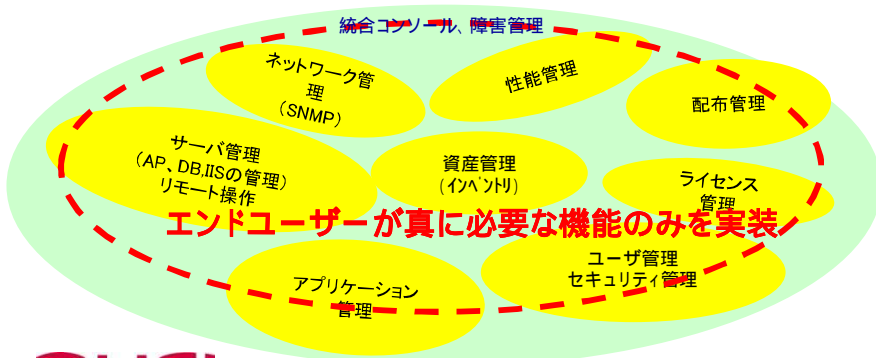 統合コンソール、障害管理
ネットワーク管
理
（SNMP）
性能管理
配布管理
サーバ管理
（AP、DB,IISの管理）
リモート操作
資産管理
(ｲﾝﾍﾞﾝﾄﾘ)
ライセンス
管理
エンドユーザーが真に必要な機能のみを実装
ユーザ管理
セキュリティ管理
アプリケーション
管理